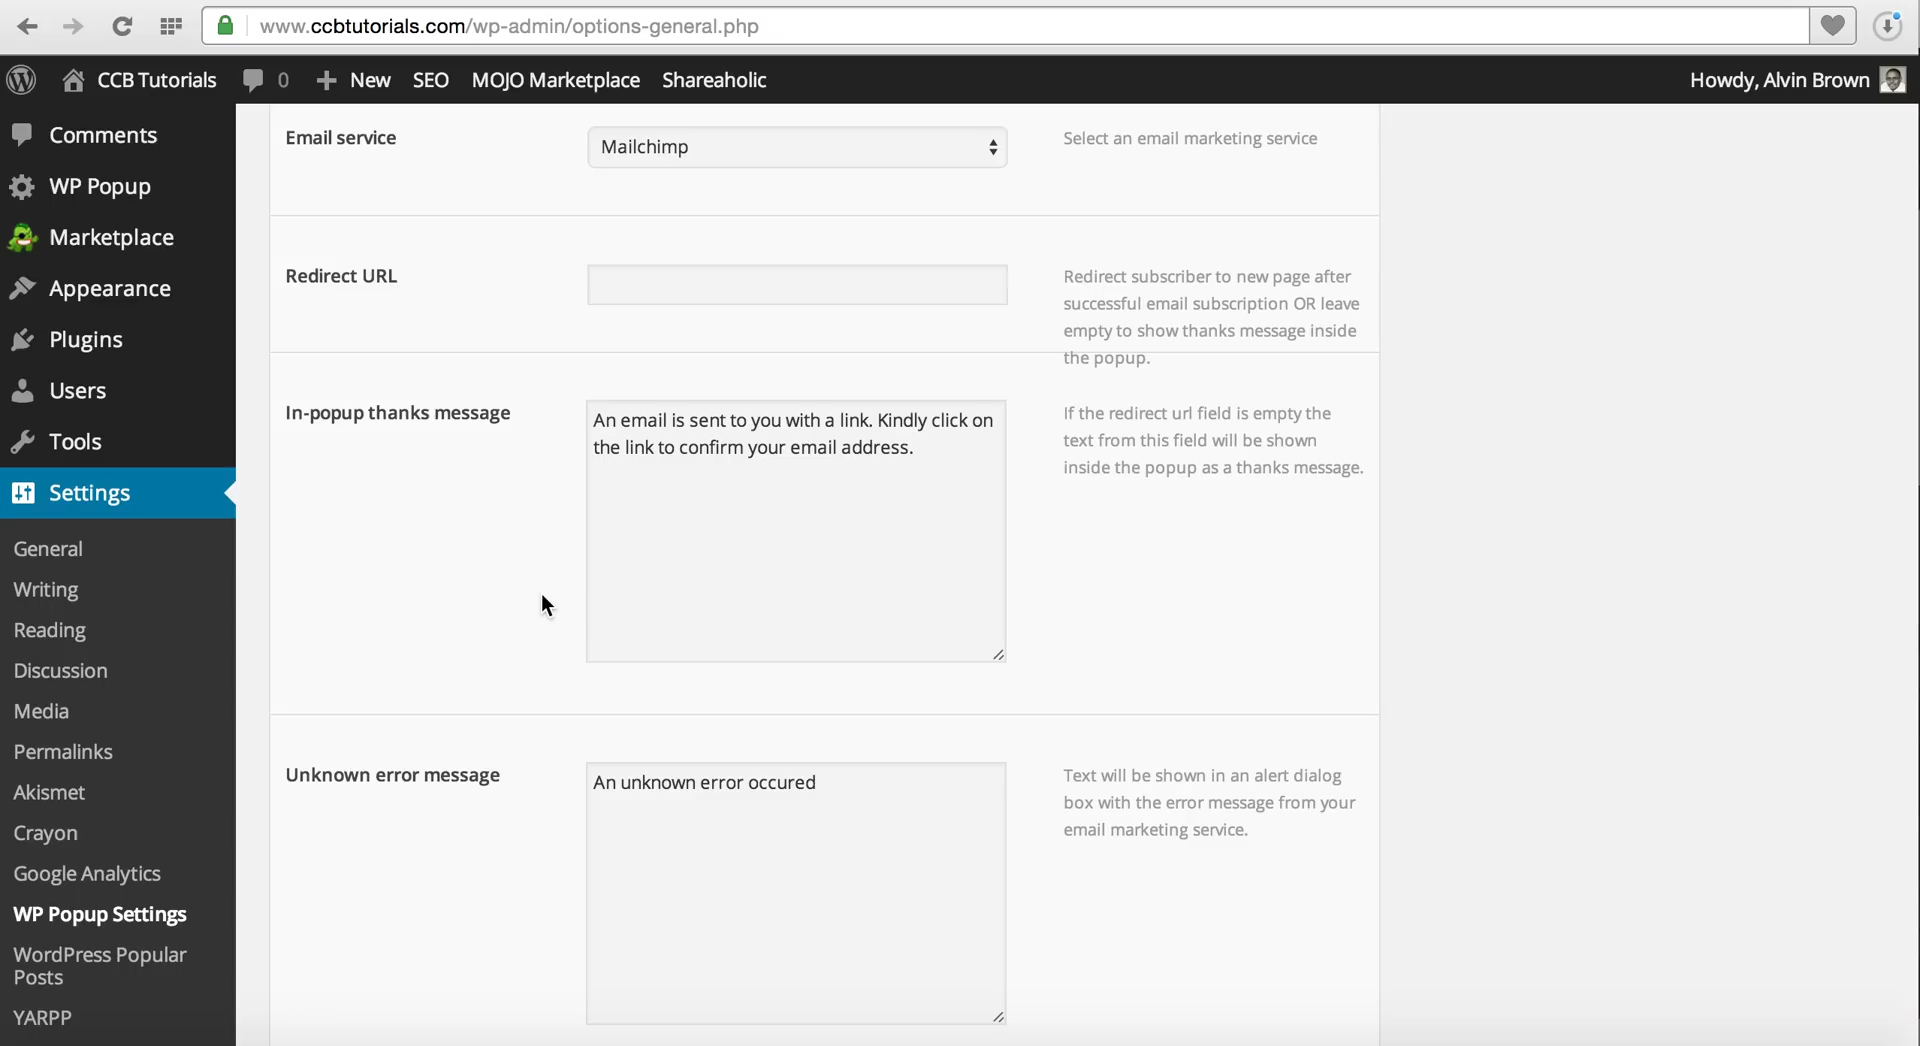 www.ccbtutorials.com/wp-admin/options-general.php
CCB Tutorials 0 New SEO MOJO Marketplace Shareaholic Howdy, Alvin Brown
Comments
WP Popup
Marketplace
Appearance
Plugins
Users
Tools
Settings
General
Writing
Reading
Discussion
Media
Permalinks
Akismet
Crayon
Google Analytics
WP Popup Settings
WordPress Popular
Posts
YARPP
Email service
Mailchimp
Select an email marketing service
Redirect URL
Redirect subscriber to new page after
successful email subscription OR leave
empty to show thanks message inside
the popup.
In-popup thanks message
An email is sent to you with a link. Kindly click on
the link to confirm your email address.
If the redirect url field is empty the
text from this field will be shown
inside the popup as a thanks message.
Unknown error message
An unknown error occured
Text will be shown in an alert dialog
box with the error message from your
email marketing service.